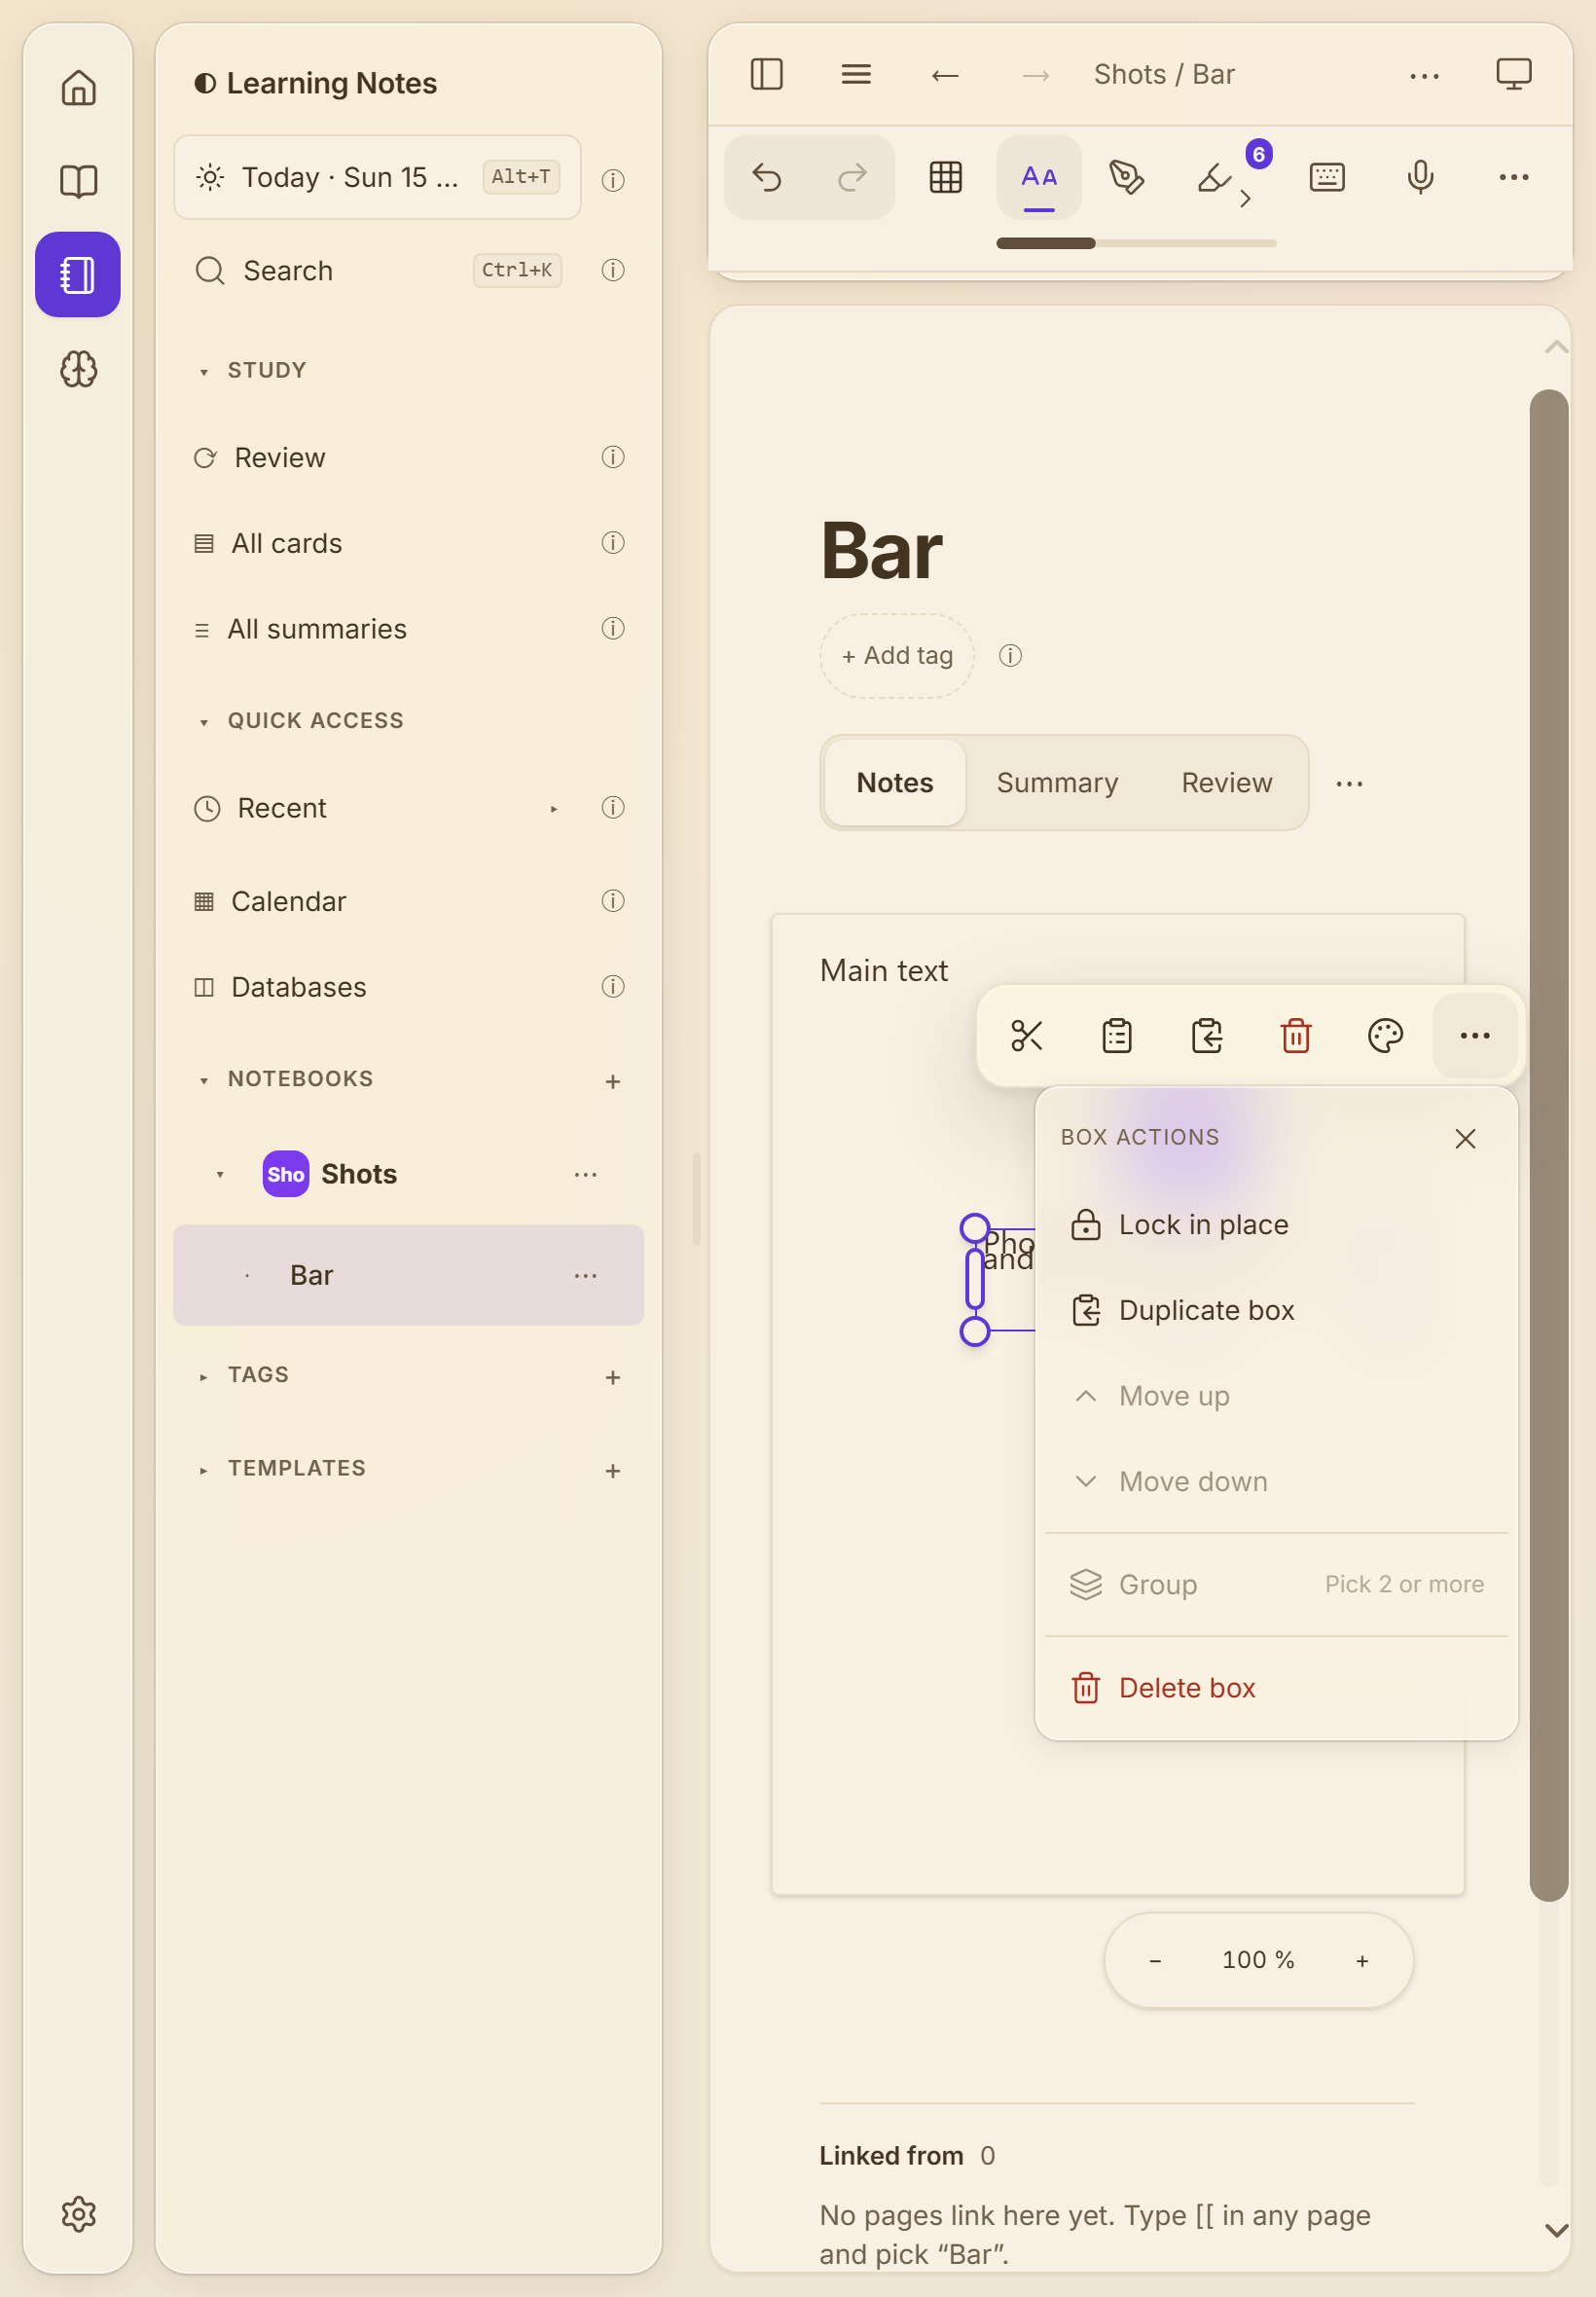 Learning Notes
Today · Sun 15 ... Alt+T
Search Ctrl+K
STUDY
Review
All cards
All summaries
QUICK ACCESS
Recent
Calendar
Databases
NOTEBOOKS
Sho Shots
Bar
TAGS
TEMPLATES
Shots / Bar
6
Bar
+ Add tag
Notes Summary Review
Main text
Pho
and
BOX ACTIONS
Lock in place
Duplicate box
Move up
Move down
Group Pick 2 or more
Delete box
− 100 % +
Linked from 0
No pages link here yet. Type [[ in any page
and pick “Bar”.